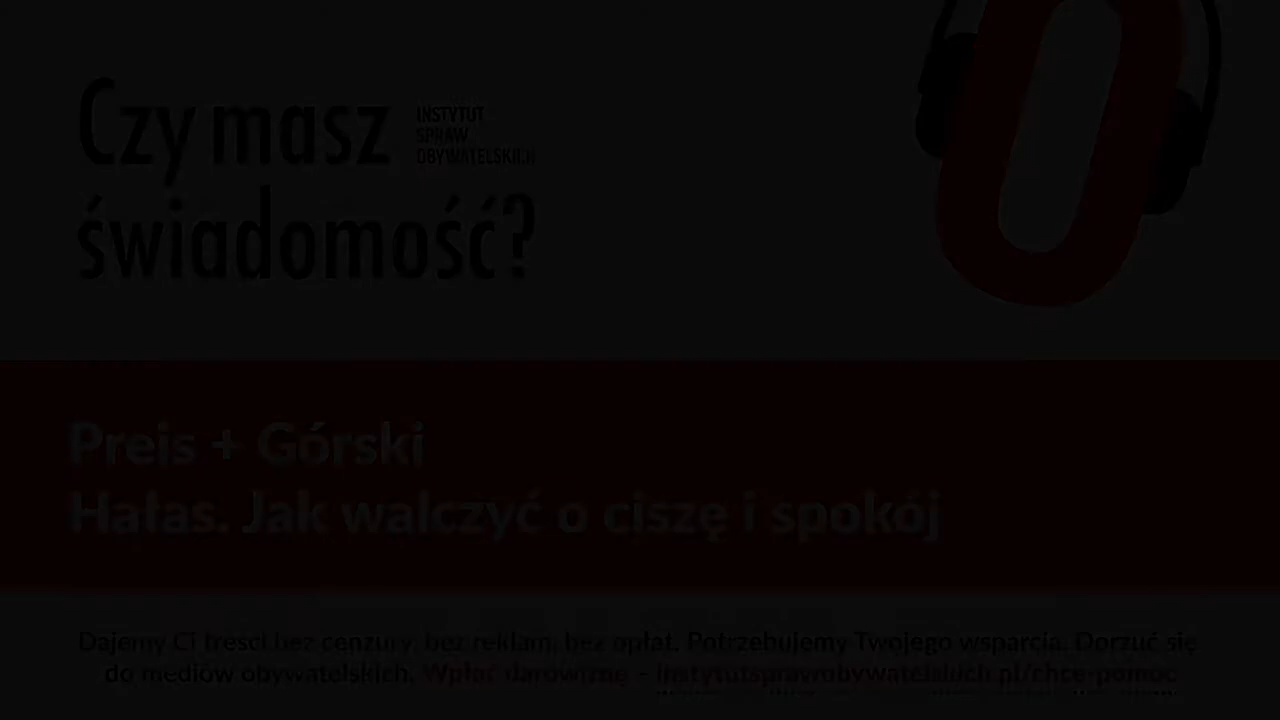 Czy masz
INSTYTUT
SPRAW
OBYWATELSKICH
świadomość?
Preis + Górski
Hałas. Jak walczyć o ciszę i spokój
Dajemy Ci treści bez cenzury, bez reklam, bez opłat. Potrzebujemy Twojego wsparcia. Dorzuć się
do mediów obywatelskich. Wpłać darowiznę – instytutsprawobywatelskich.pl/chce-pomoc